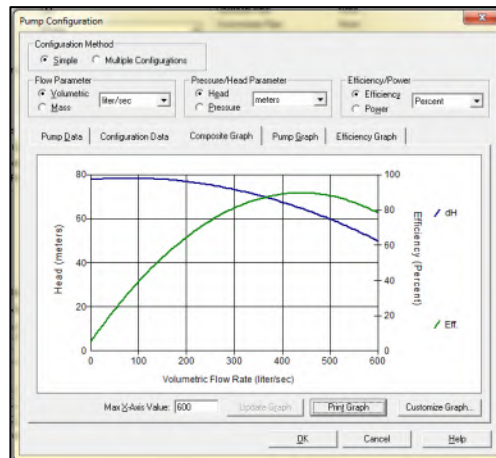 Pump Configuration
Configuration Method
Simple Multiple Configurations
Flow Parameter
Volumetric
Mass
liter/sec
Pressure/Head Parameter
Head
Pressure
meters
Efficiency/Power
Efficiency
Power
Percent
Pump Data Configuration Data Composite Graph Pump Graph Efficiency Graph
80
60
40
20
0
Head (meters)
100
80
60
40
20
0
Efficiency (Percent)
dH
Eff.
0 100 200 300 400 500 600
Volumetric Flow Rate (liter/sec)
Max X-Axis Value: 600 Update Graph Print Graph Customize Graph...
OK Cancel Help